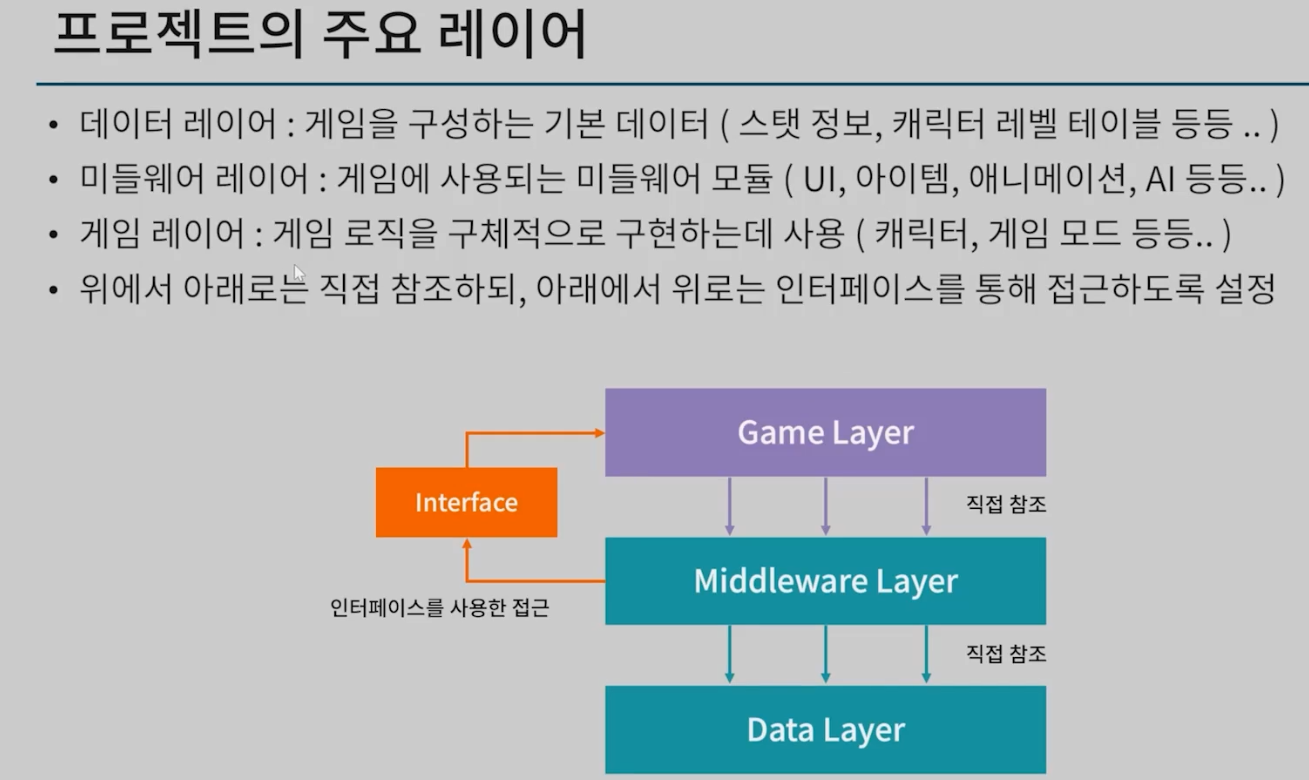 프로젝트의 주요 레이어
• 데이터 레이어 : 게임을 구성하는 기본 데이터 ( 스탯 정보, 캐릭터 레벨 테이블 등등 .. )
• 미들웨어 레이어 : 게임에 사용되는 미들웨어 모듈 ( UI, 아이템, 애니메이션, AI 등등.. )
• 게임 레이어 : 게임 로직을 구체적으로 구현하는데 사용 ( 캐릭터, 게임 모드 등등.. )
• 위에서 아래로는 직접 참조하되, 아래에서 위로는 인터페이스를 통해 접근하도록 설정
Game Layer
Interface
직접 참조
Middleware Layer
인터페이스를 사용한 접근
직접 참조
Data Layer